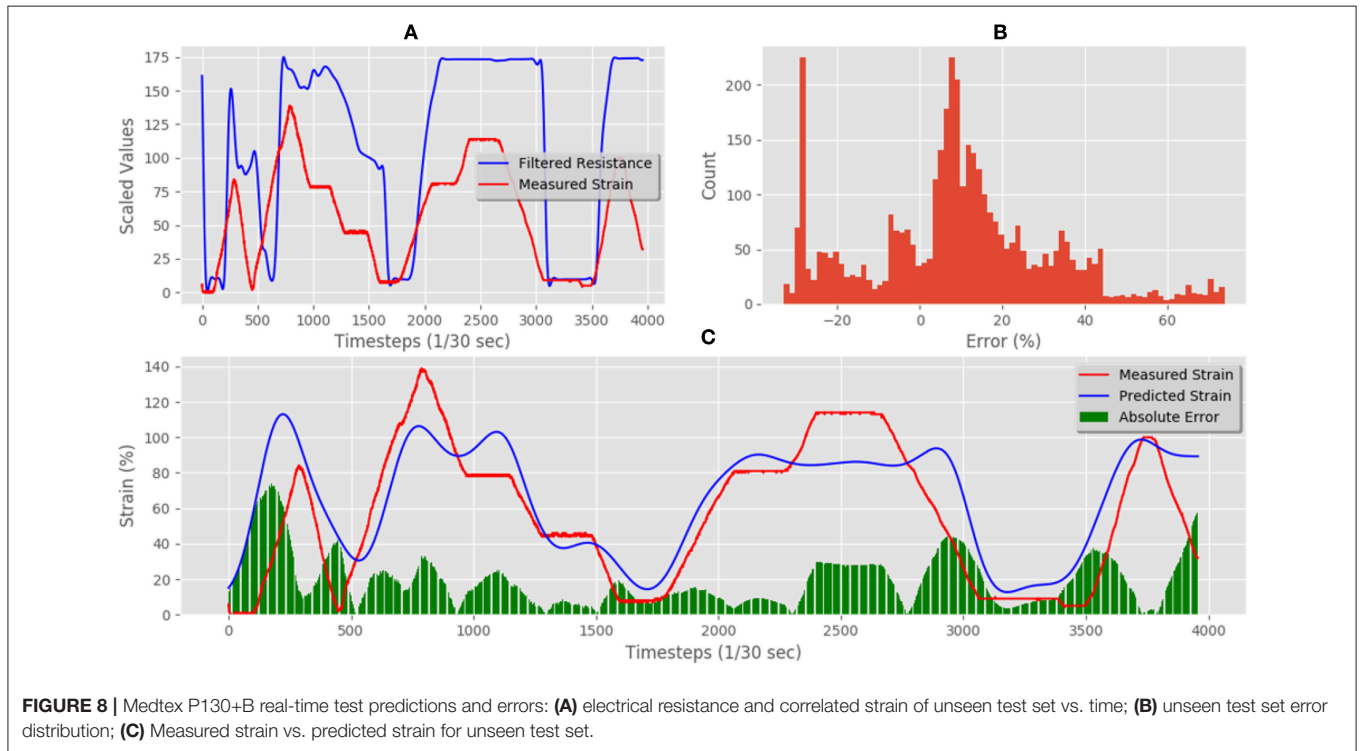 A
Scaled Values
175
150
125
100
75
50
25
0
Filtered Resistance
Measured Strain
0 500 1000 1500 2000 2500 3000 3500 4000
Timesteps (1/30 sec)
B
Count
200
150
100
50
0
−20 0 20 40 60
Error (%)
C
Strain (%)
140
120
100
80
60
40
20
0
Measured Strain
Predicted Strain
Absolute Error
0 500 1000 1500 2000 2500 3000 3500 4000
Timesteps (1/30 sec)
FIGURE 8 | Medtex P130+B real-time test predictions and errors: (A) electrical resistance and correlated strain of unseen test set vs. time; (B) unseen test set error
distribution; (C) Measured strain vs. predicted strain for unseen test set.